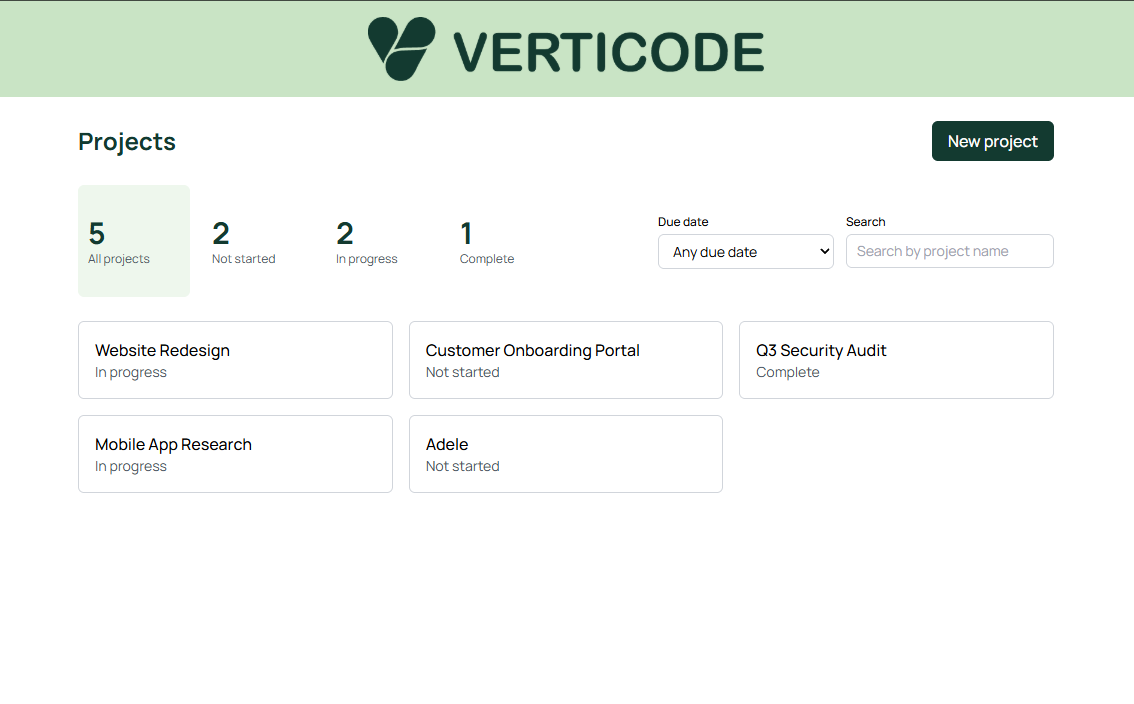 VERTICODE
Projects
New project
5
All projects
2
Not started
2
In progress
1
Complete
Due date
Any due date
Search
Search by project name
Website Redesign
In progress
Customer Onboarding Portal
Not started
Q3 Security Audit
Complete
Mobile App Research
In progress
Adele
Not started